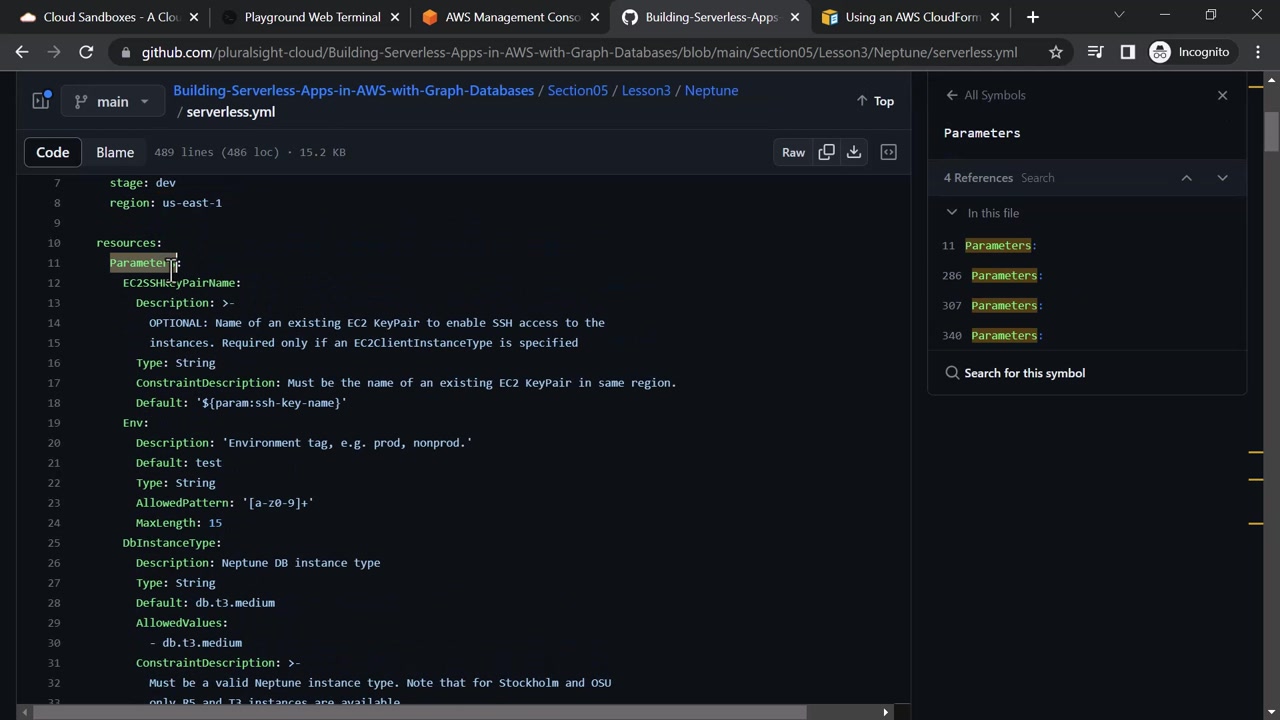 Cloud Sandboxes - A Clou
Playground Web Terminal
AWS Management Conso
Building-Serverless-Apps-
Using an AWS CloudForm
github.com/pluralsight-cloud/Building-Serverless-Apps-in-AWS-with-Graph-Databases/blob/main/Section05/Lesson3/Neptune/serverless.yml
Incognito
main
Building-Serverless-Apps-in-AWS-with-Graph-Databases / Section05 / Lesson3 / Neptune
/ serverless.yml
Top
Code
Blame
489 lines (486 loc) · 15.2 KB
Raw
7 stage: dev
8 region: us-east-1
9
10 resources:
11 Parameters:
12 EC2SSHKeyPairName:
13 Description: >-
14 OPTIONAL: Name of an existing EC2 KeyPair to enable SSH access to the
15 instances. Required only if an EC2ClientInstanceType is specified
16 Type: String
17 ConstraintDescription: Must be the name of an existing EC2 KeyPair in same region.
18 Default: '${param:ssh-key-name}'
19 Env:
20 Description: 'Environment tag, e.g. prod, nonprod.'
21 Default: test
22 Type: String
23 AllowedPattern: '[a-z0-9]+'
24 MaxLength: 15
25 DbInstanceType:
26 Description: Neptune DB instance type
27 Type: String
28 Default: db.t3.medium
29 AllowedValues:
30 - db.t3.medium
31 ConstraintDescription: >-
32 Must be a valid Neptune instance type. Note that for Stockholm and OSU
33 only R5 and T3 instances are available
All Symbols
Parameters
4 References Search
In this file
11 Parameters:
286 Parameters:
307 Parameters:
340 Parameters:
Search for this symbol